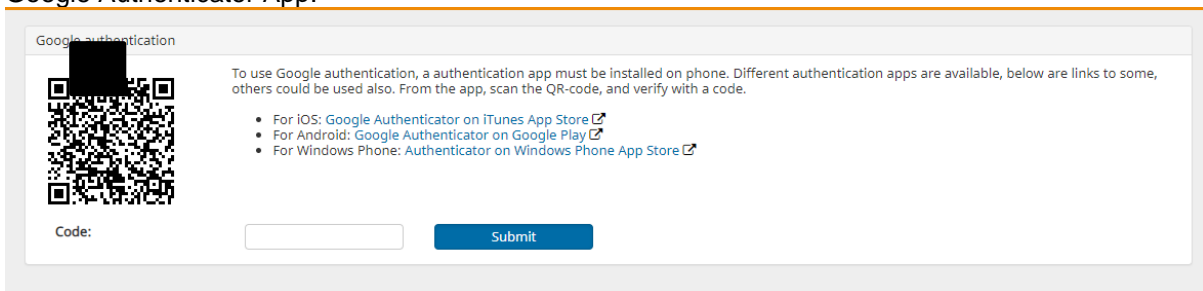 Google Authenticator App.
Google authentication
To use Google authentication, a authentication app must be installed on phone. Different authentication apps are available, below are links to some,
others could be used also. From the app, scan the QR-code, and verify with a code.
For iOS: Google Authenticator on iTunes App Store
For Android: Google Authenticator on Google Play
For Windows Phone: Authenticator on Windows Phone App Store
Code:
Submit